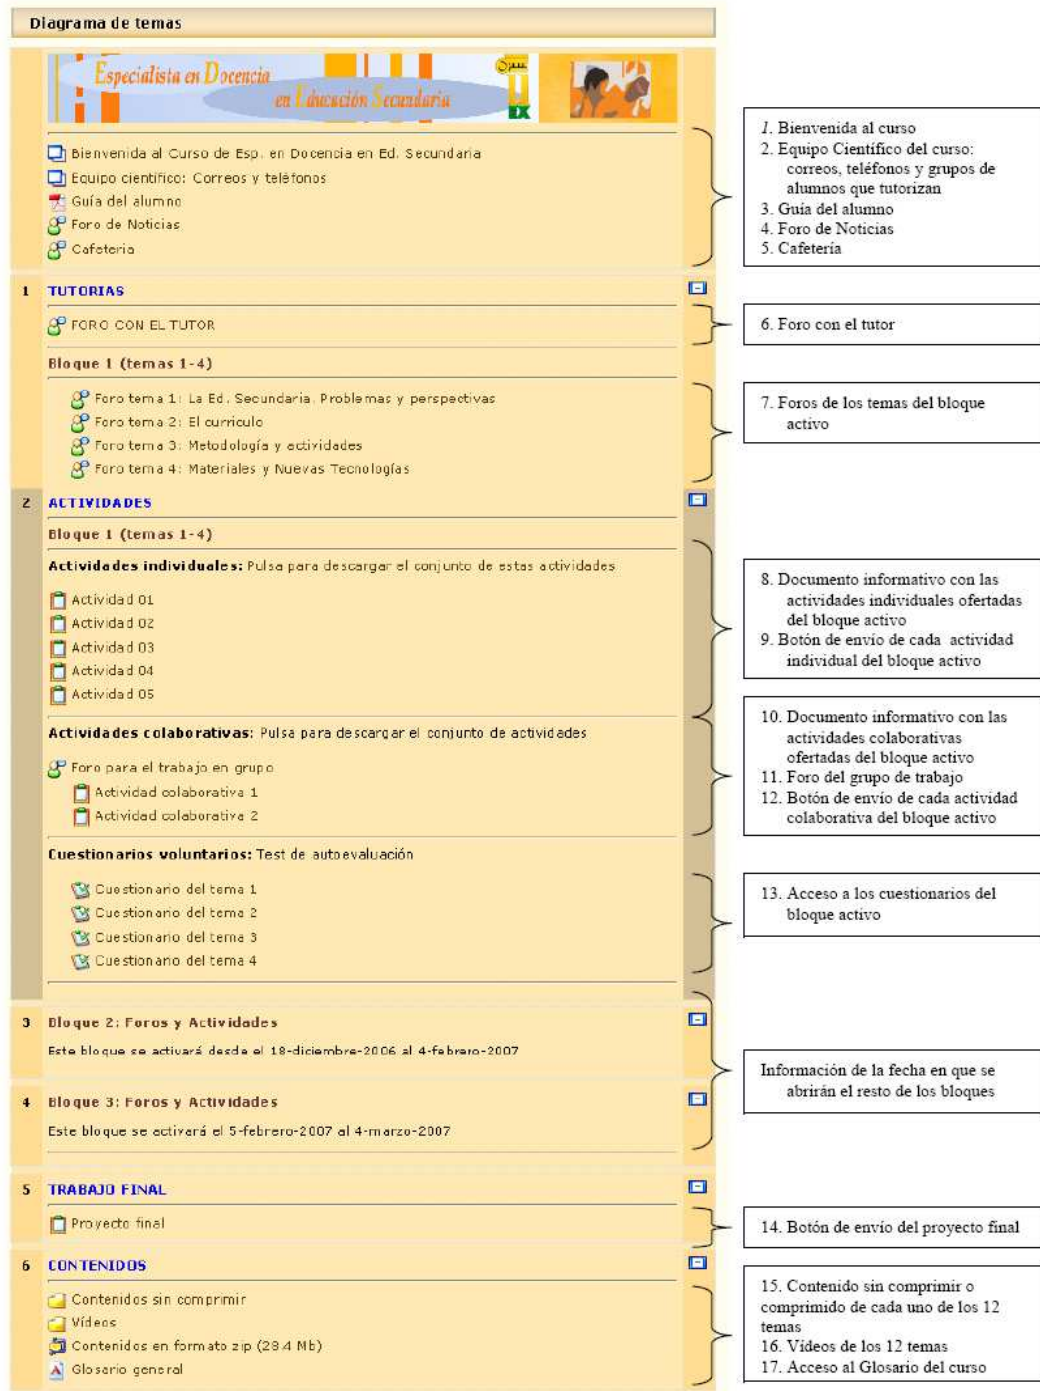 Diagrama de temas
Especialista en Docencia
en Educación Secundaria
UEX
Bienvenida al Curso de Esp. en Docencia en Ed. Secundaria
Equipo científico: Correos y teléfonos
Guía del alumno
Foro de Noticias
Cafetería
1. Bienvenida al curso
2. Equipo Científico del curso:
correos, teléfonos y grupos de
alumnos que tutorizan
3. Guía del alumno
4. Foro de Noticias
5. Cafetería
1 TUTORIAS
FORO CON EL TUTOR
6. Foro con el tutor
Bloque 1 (temas 1-4)
Foro tema 1: La Ed. Secundaria. Problemas y perspectivas
Foro tema 2: El curriculo
Foro tema 3: Metodología y actividades
Foro tema 4: Materiales y Nuevas Tecnologías
7. Foros de los temas del bloque
activo
2 ACTIVIDADES
Bloque 1 (temas 1-4)
Actividades individuales: Pulsa para descargar el conjunto de estas actividades
Actividad 01
Actividad 02
Actividad 03
Actividad 04
Actividad 05
8. Documento informativo con las
actividades individuales ofertadas
del bloque activo
9. Botón de envío de cada actividad
individual del bloque activo
Actividades colaborativas: Pulsa para descargar el conjunto de actividades
Foro para el trabajo en grupo
Actividad colaborativa 1
Actividad colaborativa 2
10. Documento informativo con las
actividades colaborativas
ofertadas del bloque activo
11. Foro del grupo de trabajo
12. Botón de envío de cada actividad
colaborativa del bloque activo
Cuestionarios voluntarios: Test de autoevaluación
Cuestionario del tema 1
Cuestionario del tema 2
Cuestionario del tema 3
Cuestionario del tema 4
13. Acceso a los cuestionarios del
bloque activo
3 Bloque 2: Foros y Actividades
Este bloque se activará desde el 18-diciembre-2006 al 4-febrero-2007
4 Bloque 3: Foros y Actividades
Este bloque se activará el 5-febrero-2007 al 4-marzo-2007
Información de la fecha en que se
abrirán el resto de los bloques
5 TRABAJO FINAL
Proyecto final
14. Botón de envío del proyecto final
6 CONTENIDOS
Contenidos sin comprimir
Vídeos
Contenidos en formato zip (28.4 Mb)
Glosario general
15. Contenido sin comprimir o
comprimido de cada uno de los 12
temas
16. Vídeos de los 12 temas
17. Acceso al Glosario del curso